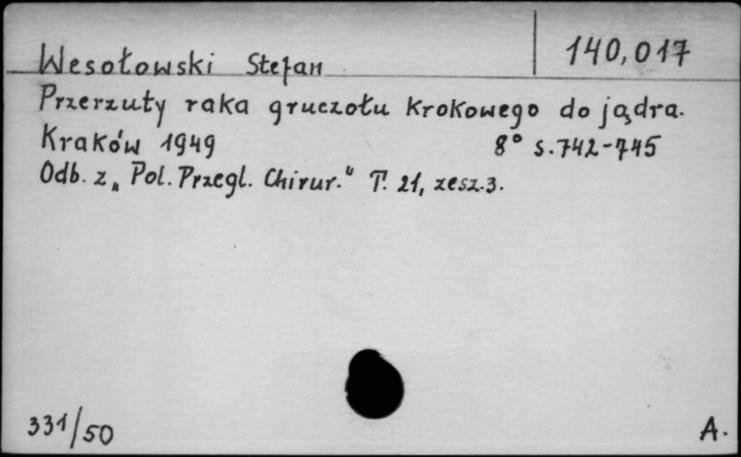 Wesołowski Stefan 140,017
Przerzuty raka gruczołu krokowego do jądra.
Kraków 1949 8° s.742-745
Odb. z „Pol. Przegl. Chirur." T. 21, zesz.3.
331/50 A.